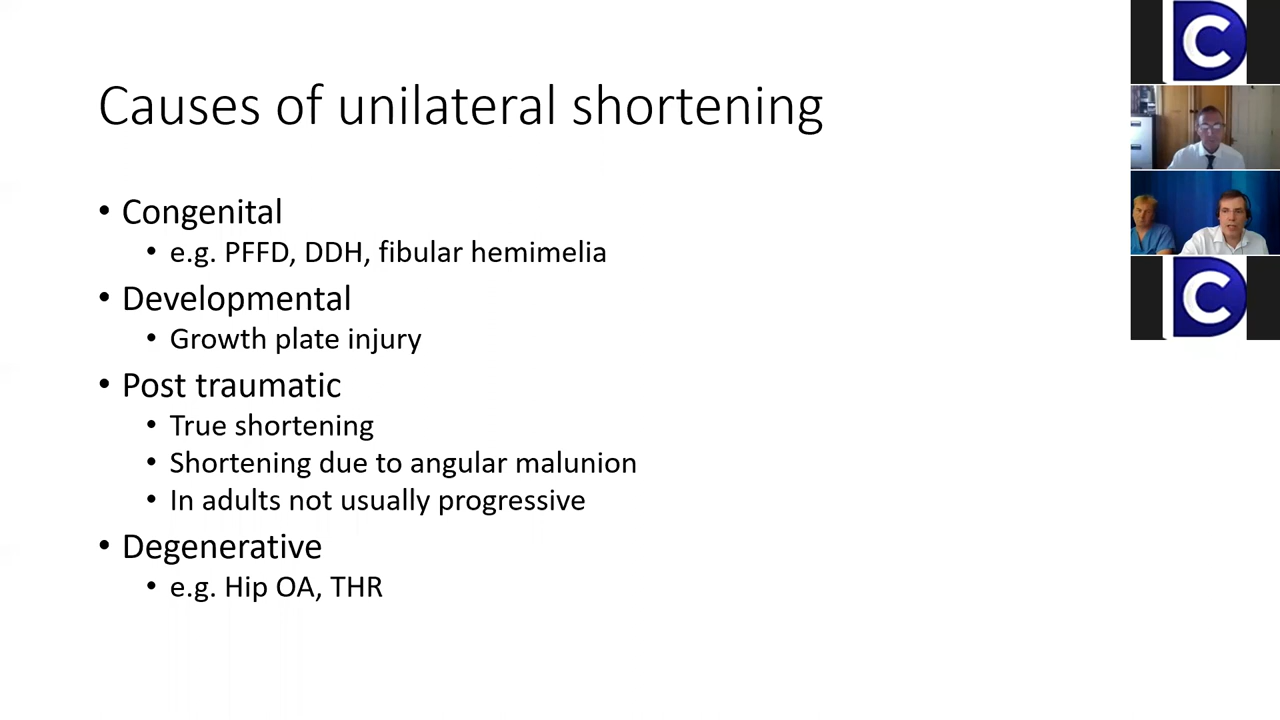 Causes of unilateral shortening
• Congenital
• e.g. PFFD, DDH, fibular hemimelia
• Developmental
• Growth plate injury
• Post traumatic
• True shortening
• Shortening due to angular malunion
• In adults not usually progressive
• Degenerative
• e.g. Hip OA, THR
C
C